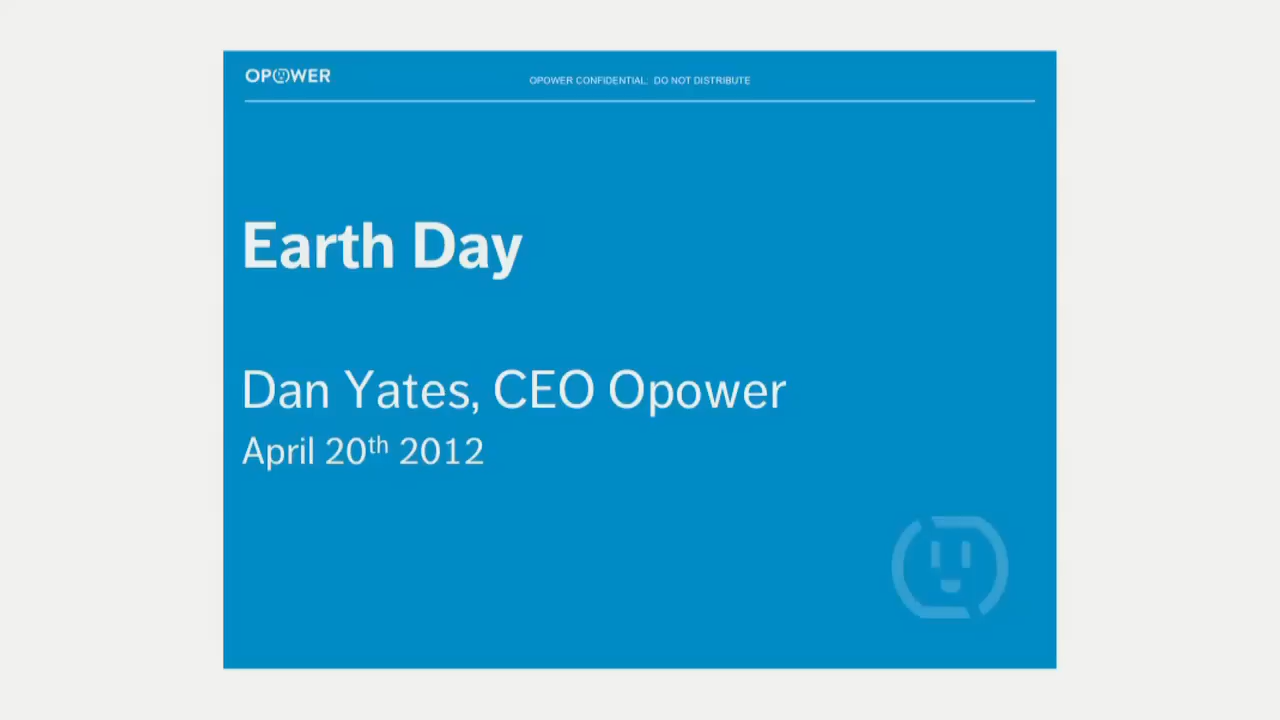 OPOWER
OPOWER CONFIDENTIAL: DO NOT DISTRIBUTE
Earth Day
Dan Yates, CEO Opower
April 20th 2012